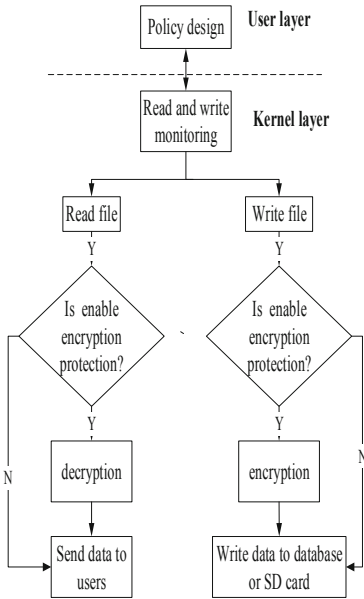 Policy design
User layer
Read and write
monitoring
Kernel layer
Read file
Write file
Y
Y
Is enable
encryption
protection?
Is enable
encryption
protection?
Y
Y
N
N
decryption
encryption
Send data to
users
Write data to database
or SD card